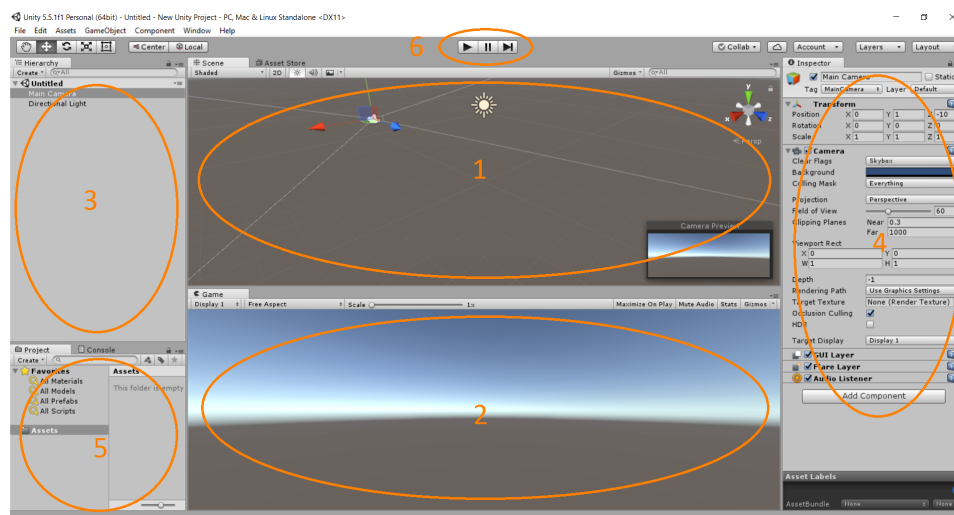 Unity 5.5.1f1 Personal (64bit) - Untitled - New Unity Project - PC, Mac & Linux Standalone <DX11>
File Edit Assets GameObject Component Window Help
Center Local 6 Collab Account Layers Layout
Hierarchy
Create All
Untitled
Main Camera
Directional Light
3
Scene Asset Store
Shaded 2D Gizmos All
y
x z
Persp
1
Camera Preview
Game
Display 1 Free Aspect Scale 1x Maximize On Play Mute Audio Stats Gizmos
2
Project Console
Create
Favorites
All Materials
All Models
All Prefabs
All Scripts
Assets
Assets
This folder is empty
5
Inspector
Main Camera Static
Tag MainCamera Layer Default
Transform
Position X 0 Y 1 Z -10
Rotation X 0 Y 0 Z 0
Scale X 1 Y 1 Z 1
Camera
Clear Flags Skybox
Background
Culling Mask Everything
Projection Perspective
Field of View 60
Clipping Planes Near 0.3
Far 1000
4
Viewport Rect
X 0 Y 0
W 1 H 1
Depth -1
Rendering Path Use Graphics Settings
Target Texture None (Render Texture)
Occlusion Culling
HDR
Target Display Display 1
GUI Layer
Flare Layer
Audio Listener
Add Component
Asset Labels
AssetBundle None None